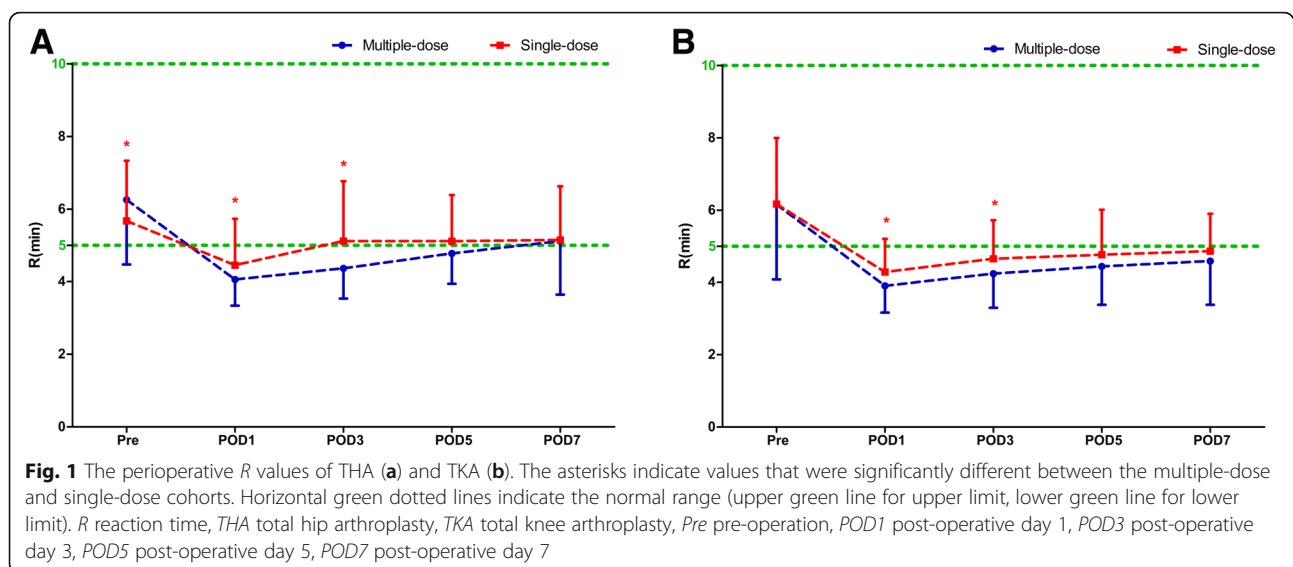 A
Multiple-dose
Single-dose
R(min)
10
8
6
5
4
2
0
*
*
*
Pre
POD1
POD3
POD5
POD7
B
Multiple-dose
Single-dose
R(min)
10
8
6
5
4
2
0
*
*
Pre
POD1
POD3
POD5
POD7
Fig. 1 The perioperative R values of THA (a) and TKA (b). The asterisks indicate values that were significantly different between the multiple-dose
and single-dose cohorts. Horizontal green dotted lines indicate the normal range (upper green line for upper limit, lower green line for lower
limit). R reaction time, THA total hip arthroplasty, TKA total knee arthroplasty, Pre pre-operation, POD1 post-operative day 1, POD3 post-operative
day 3, POD5 post-operative day 5, POD7 post-operative day 7